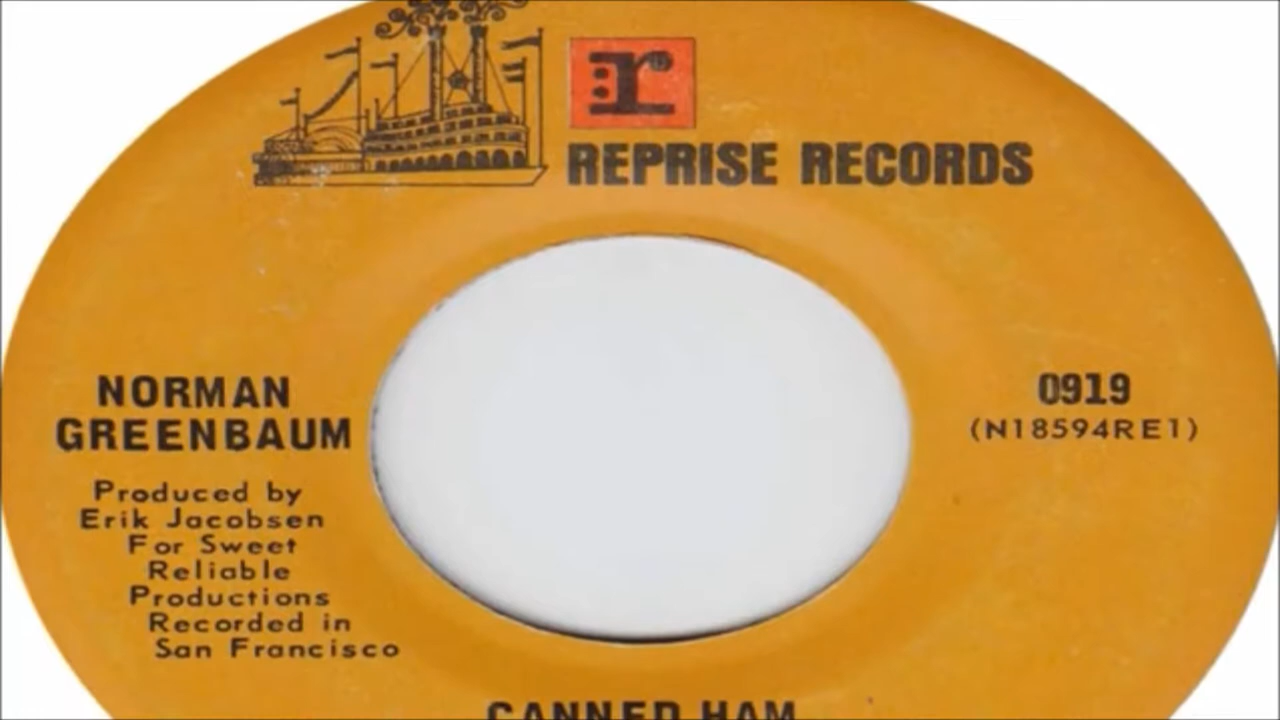 r
REPRISE RECORDS
NORMAN
GREENBAUM
0919
(N18594RE1)
Produced by
Erik Jacobsen
For Sweet
Reliable
Productions
Recorded in
San Francisco
CANNED HAM